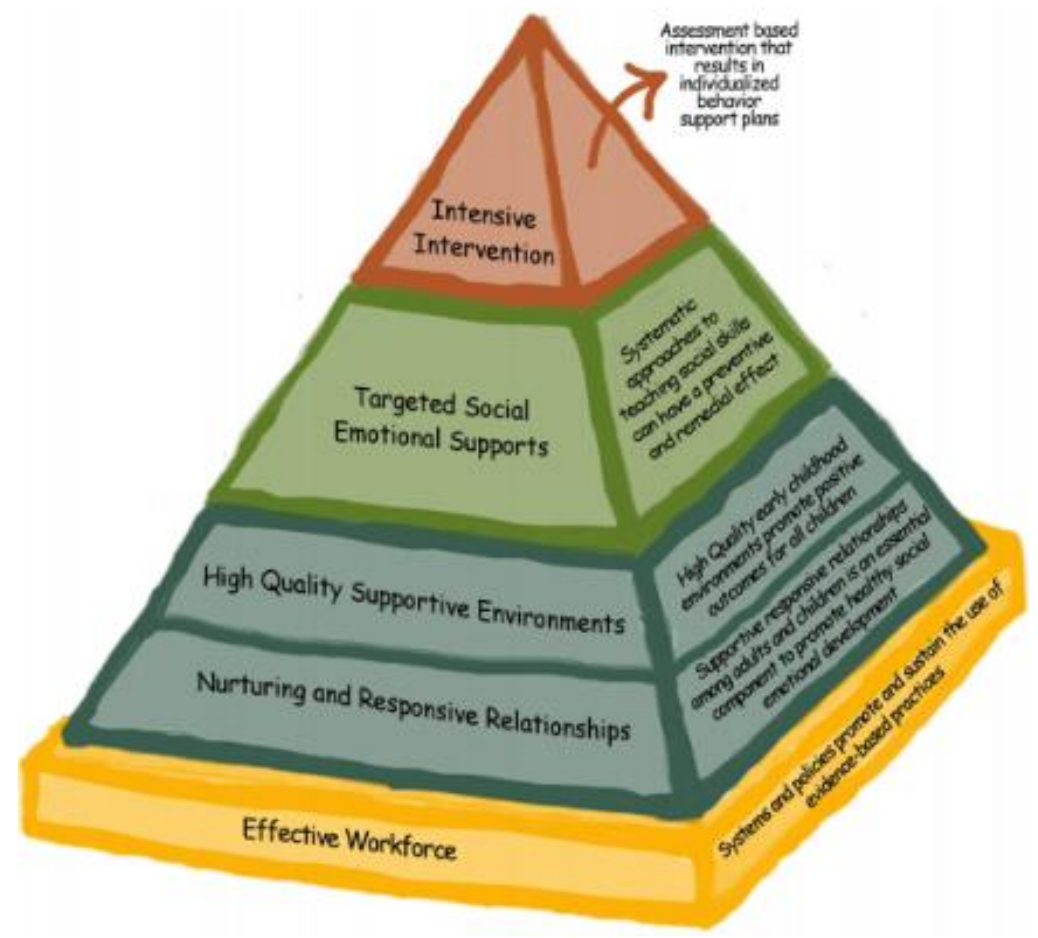 Assessment based
intervention that
results in
individualized
behavior
support plans
Intensive
Intervention
Targeted Social
Emotional Supports
Systematic
approaches to
teaching social skills
can have a preventive
and remedial effect
High Quality Supportive Environments
High Quality early childhood
environments promote positive
outcomes for all children
Nurturing and Responsive Relationships
Supportive responsive relationships
among adults and children is an essential
component to promote healthy social
emotional development
Effective Workforce
Systems and policies promote and sustain the use of
evidence-based practices